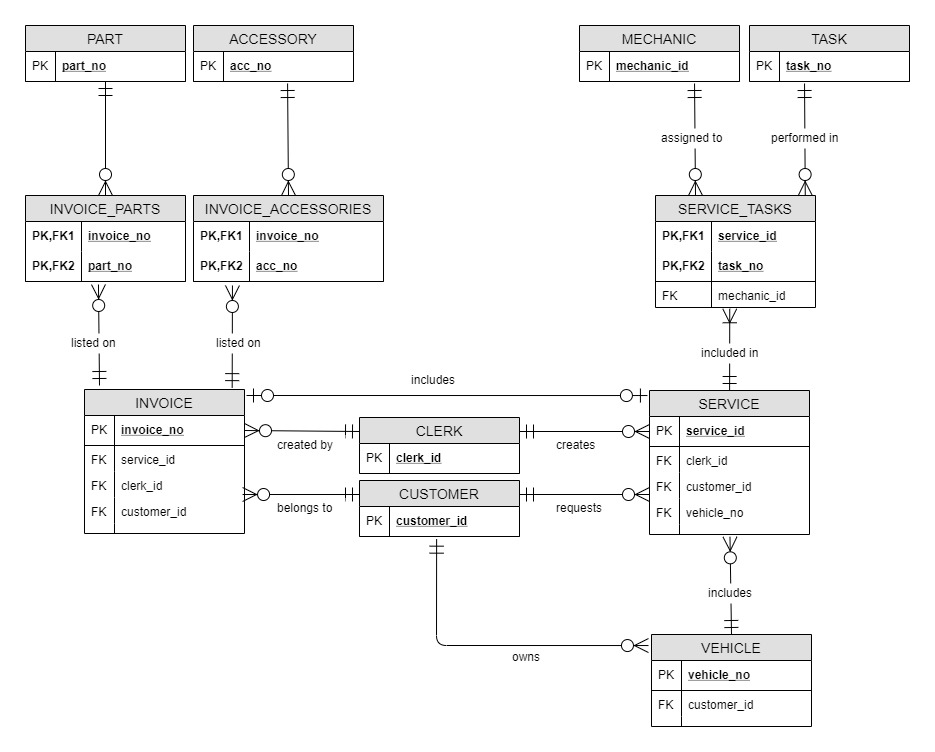 PART
PK part_no
ACCESSORY
PK acc_no
MECHANIC
PK mechanic_id
TASK
PK task_no
assigned to
performed in
INVOICE_PARTS
PK,FK1 invoice_no
PK,FK2 part_no
INVOICE_ACCESSORIES
PK,FK1 invoice_no
PK,FK2 acc_no
SERVICE_TASKS
PK,FK1 service_id
PK,FK2 task_no
FK mechanic_id
listed on
listed on
included in
includes
INVOICE
PK invoice_no
FK service_id
FK clerk_id
FK customer_id
created by
belongs to
CLERK
PK clerk_id
CUSTOMER
PK customer_id
creates
requests
SERVICE
PK service_id
FK clerk_id
FK customer_id
FK vehicle_no
includes
owns
VEHICLE
PK vehicle_no
FK customer_id